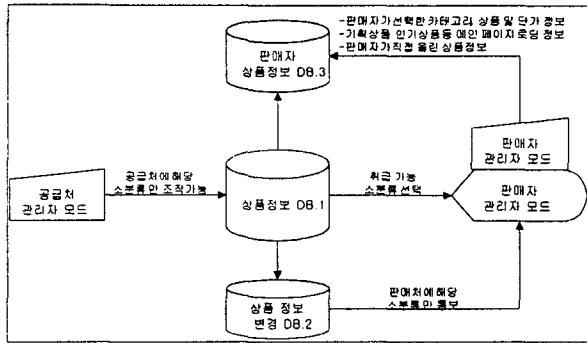 -판매자가 선택한 카테고리, 상품 및 단가 정보
-기획상품 인기상품등 메인 페이지 로딩 정보
-판매자가 직접 올린 상품정보
판매자
상품정보 DB.3
판매자
관리자 모드
공급처에 해당
소분류만 조작가능
취급 가능
소분류 선택
공급처
관리자 모드
상품정보 DB.1
판매자
관리자 모드
상품 정보
변경 DB.2
판매처에 해당
소분류만 통보